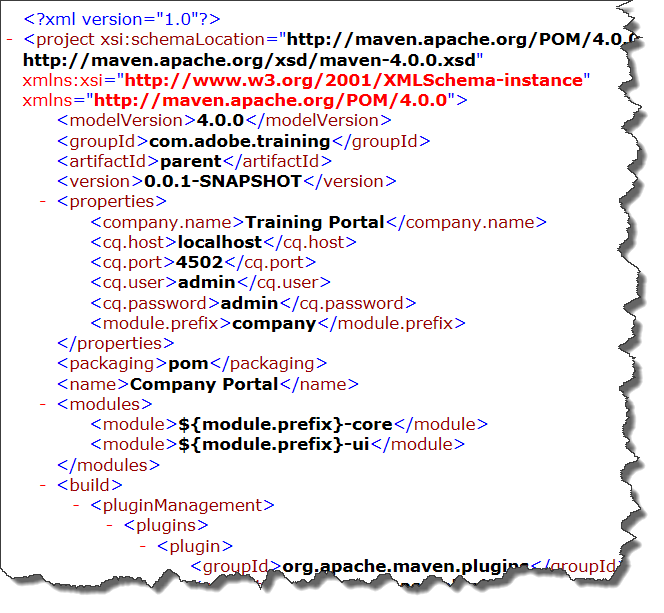 <?xml version="1.0"?>
- <project xsi:schemaLocation="http://maven.apache.org/POM/4.0.0
http://maven.apache.org/xsd/maven-4.0.0.xsd"
xmlns:xsi="http://www.w3.org/2001/XMLSchema-instance"
xmlns="http://maven.apache.org/POM/4.0.0">
<modelVersion>4.0.0</modelVersion>
<groupId>com.adobe.training</groupId>
<artifactId>parent</artifactId>
<version>0.0.1-SNAPSHOT</version>
- <properties>
<company.name>Training Portal</company.name>
<cq.host>localhost</cq.host>
<cq.port>4502</cq.port>
<cq.user>admin</cq.user>
<cq.password>admin</cq.password>
<module.prefix>company</module.prefix>
</properties>
<packaging>pom</packaging>
<name>Company Portal</name>
- <modules>
<module>${module.prefix}-core</module>
<module>${module.prefix}-ui</module>
</modules>
- <build>
- <pluginManagement>
- <plugins>
- <plugin>
<groupId>org.apache.maven.plugins</groupId